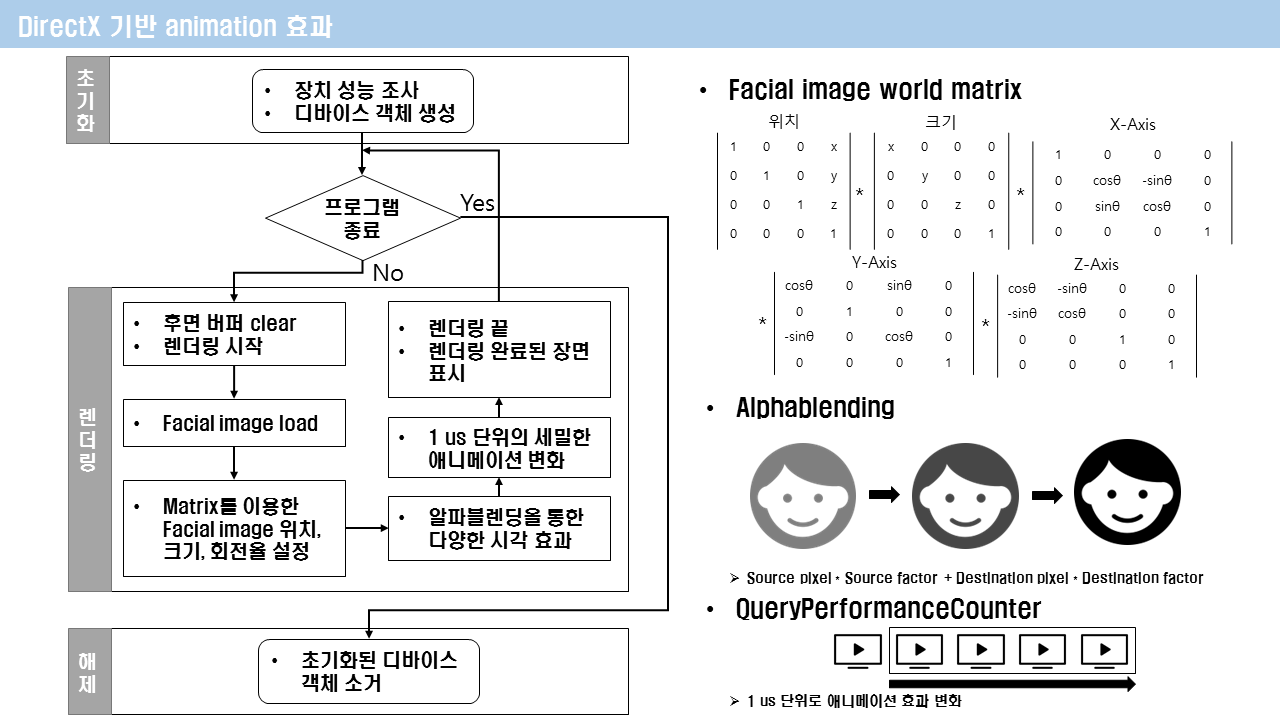 DirectX 기반 animation 효과
초
기
화
• 장치 성능 조사
• 디바이스 객체 생성
프로그램
종료
Yes
No
렌
더
링
• 후면 버퍼 clear
• 렌더링 시작
• Facial image load
• Matrix를 이용한
Facial image 위치,
크기, 회전율 설정
• 알파블렌딩을 통한
다양한 시각 효과
• 1 us 단위의 세밀한
애니메이션 변화
• 렌더링 끝
• 렌더링 완료된 장면
표시
해
제
• 초기화된 디바이스
객체 소거
• Facial image world matrix
위치
1 0 0 x
0 1 0 y
0 0 1 z
0 0 0 1
*
크기
x 0 0 0
0 y 0 0
0 0 z 0
0 0 0 1
*
X-Axis
1 0 0 0
0 cosθ -sinθ 0
0 sinθ cosθ 0
0 0 0 1
*
Y-Axis
cosθ 0 sinθ 0
0 1 0 0
-sinθ 0 cosθ 0
0 0 0 1
*
Z-Axis
cosθ -sinθ 0 0
-sinθ cosθ 0 0
0 0 1 0
0 0 0 1
• Alphablending
➢ Source pixel * Source factor + Destination pixel * Destination factor
• QueryPerformanceCounter
➢ 1 us 단위로 애니메이션 효과 변화